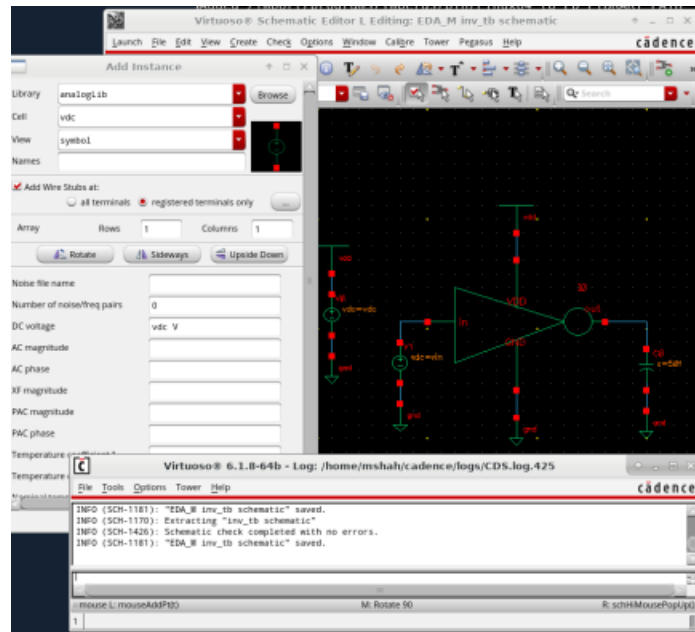 Virtuoso® Schematic Editor L Editing: EDA_M inv_tb schematic
Launch File Edit View Create Check Options Window Calibre Tower Pegasus Help
cādence
Add Instance
Library analogLib Browse
Cell vdc
View symbol
Names
Add Wire Stubs at:
all terminals registered terminals only ...
Array Rows 1 Columns 1
Rotate Sideways Upside Down
Noise file name
Number of noise/freq pairs 0
DC voltage vdc V
AC magnitude
AC phase
XF magnitude
PAC magnitude
PAC phase
Temperature
Temperature
Search
vdd
vdd
vdc=vdc
gnd
VDD
in
out
GND
V1
vdc=vin
gnd
gnd
C0
gnd
Virtuoso® 6.1.8-64b - Log: /home/mshah/cadence/logs/CDS.log.425
File Tools Options Tower Help
cādence
INFO (SCH-1181): "EDA_M inv_tb schematic" saved.
INFO (SCH-1170): Extracting "inv_tb schematic"
INFO (SCH-1426): Schematic check completed with no errors.
INFO (SCH-1181): "EDA_M inv_tb schematic" saved.
mouse L: mouseAddPt() M: Rotate 90 R: schHiMousePopUp()
1